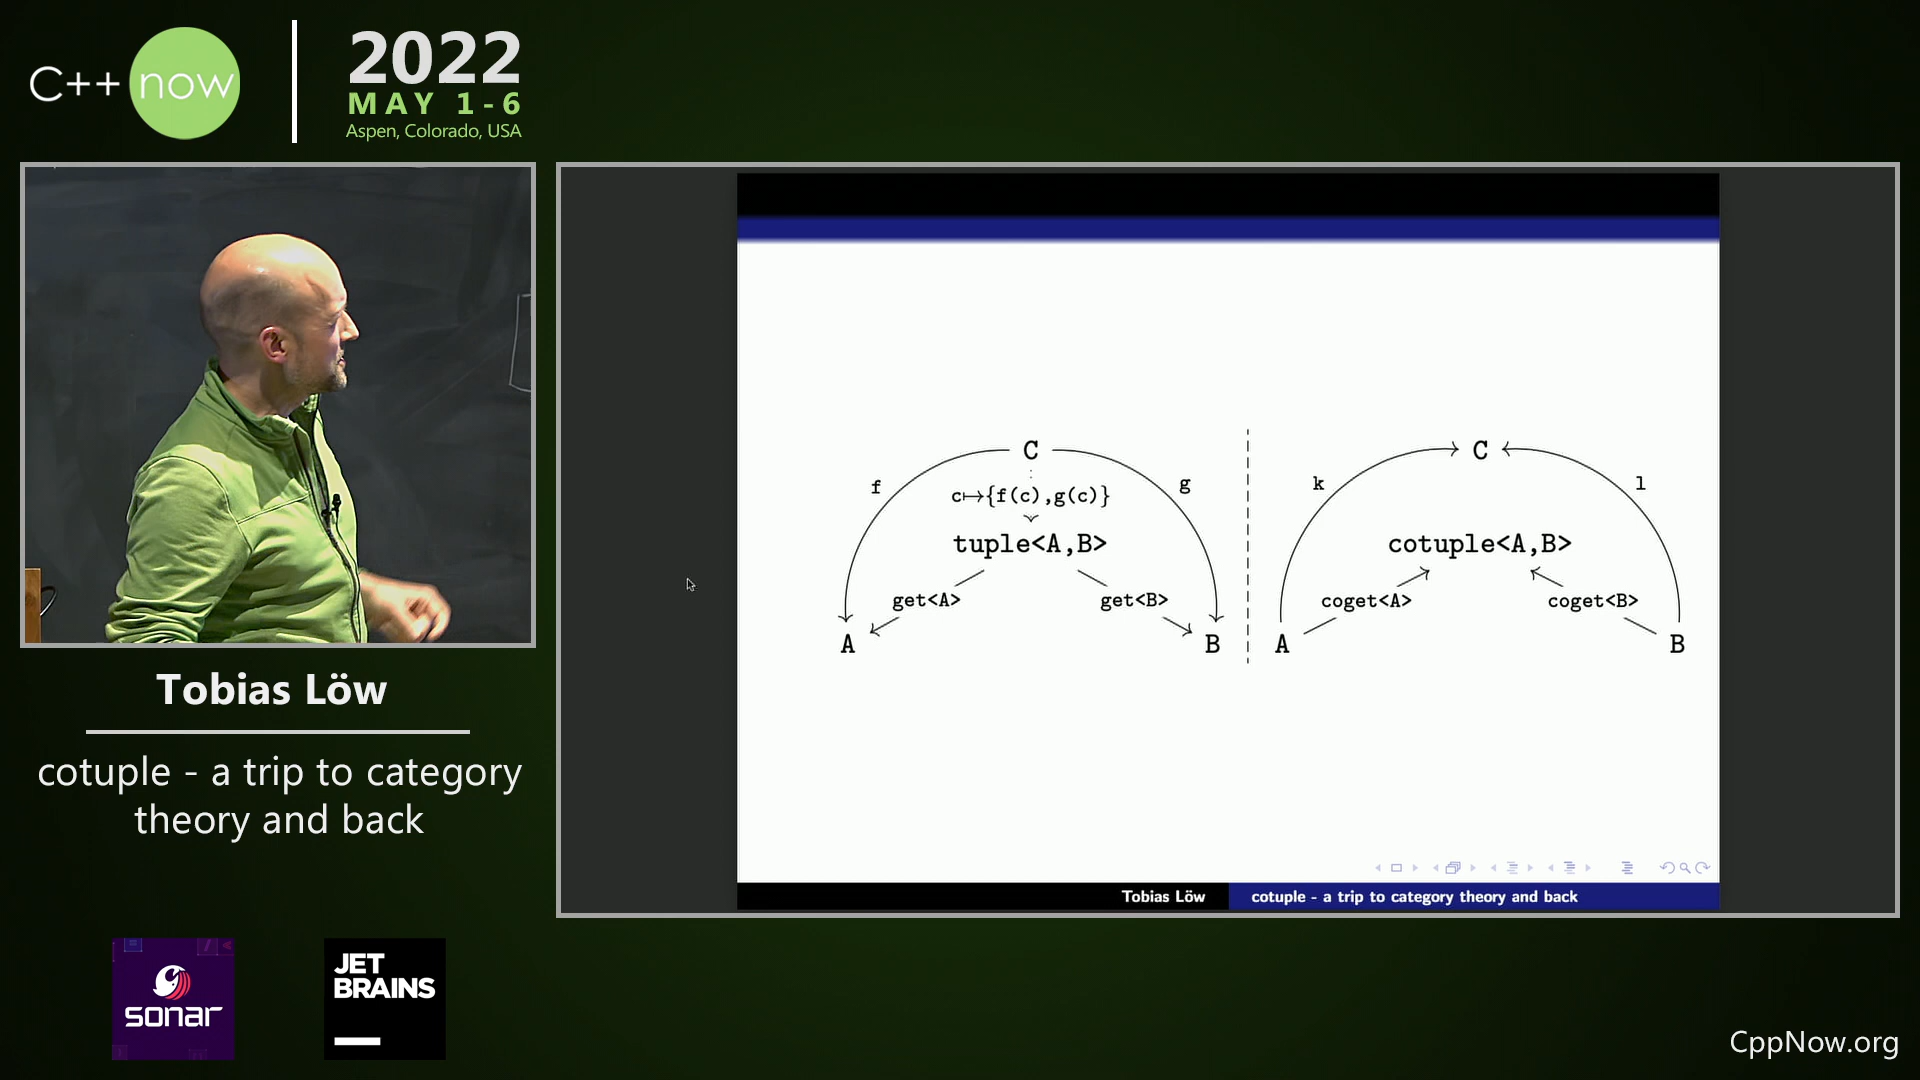 C++ now
2022
MAY 1-6
Aspen, Colorado, USA
C
f
g
c↦{f(c),g(c)}
tuple<A,B>
get<A>
get<B>
A
B
C
k
l
cotuple<A,B>
coget<A>
coget<B>
A
B
Tobias Löw
cotuple - a trip to category theory and back
Tobias Löw
cotuple - a trip to category
theory and back
sonar
JET
BRAINS
CppNow.org